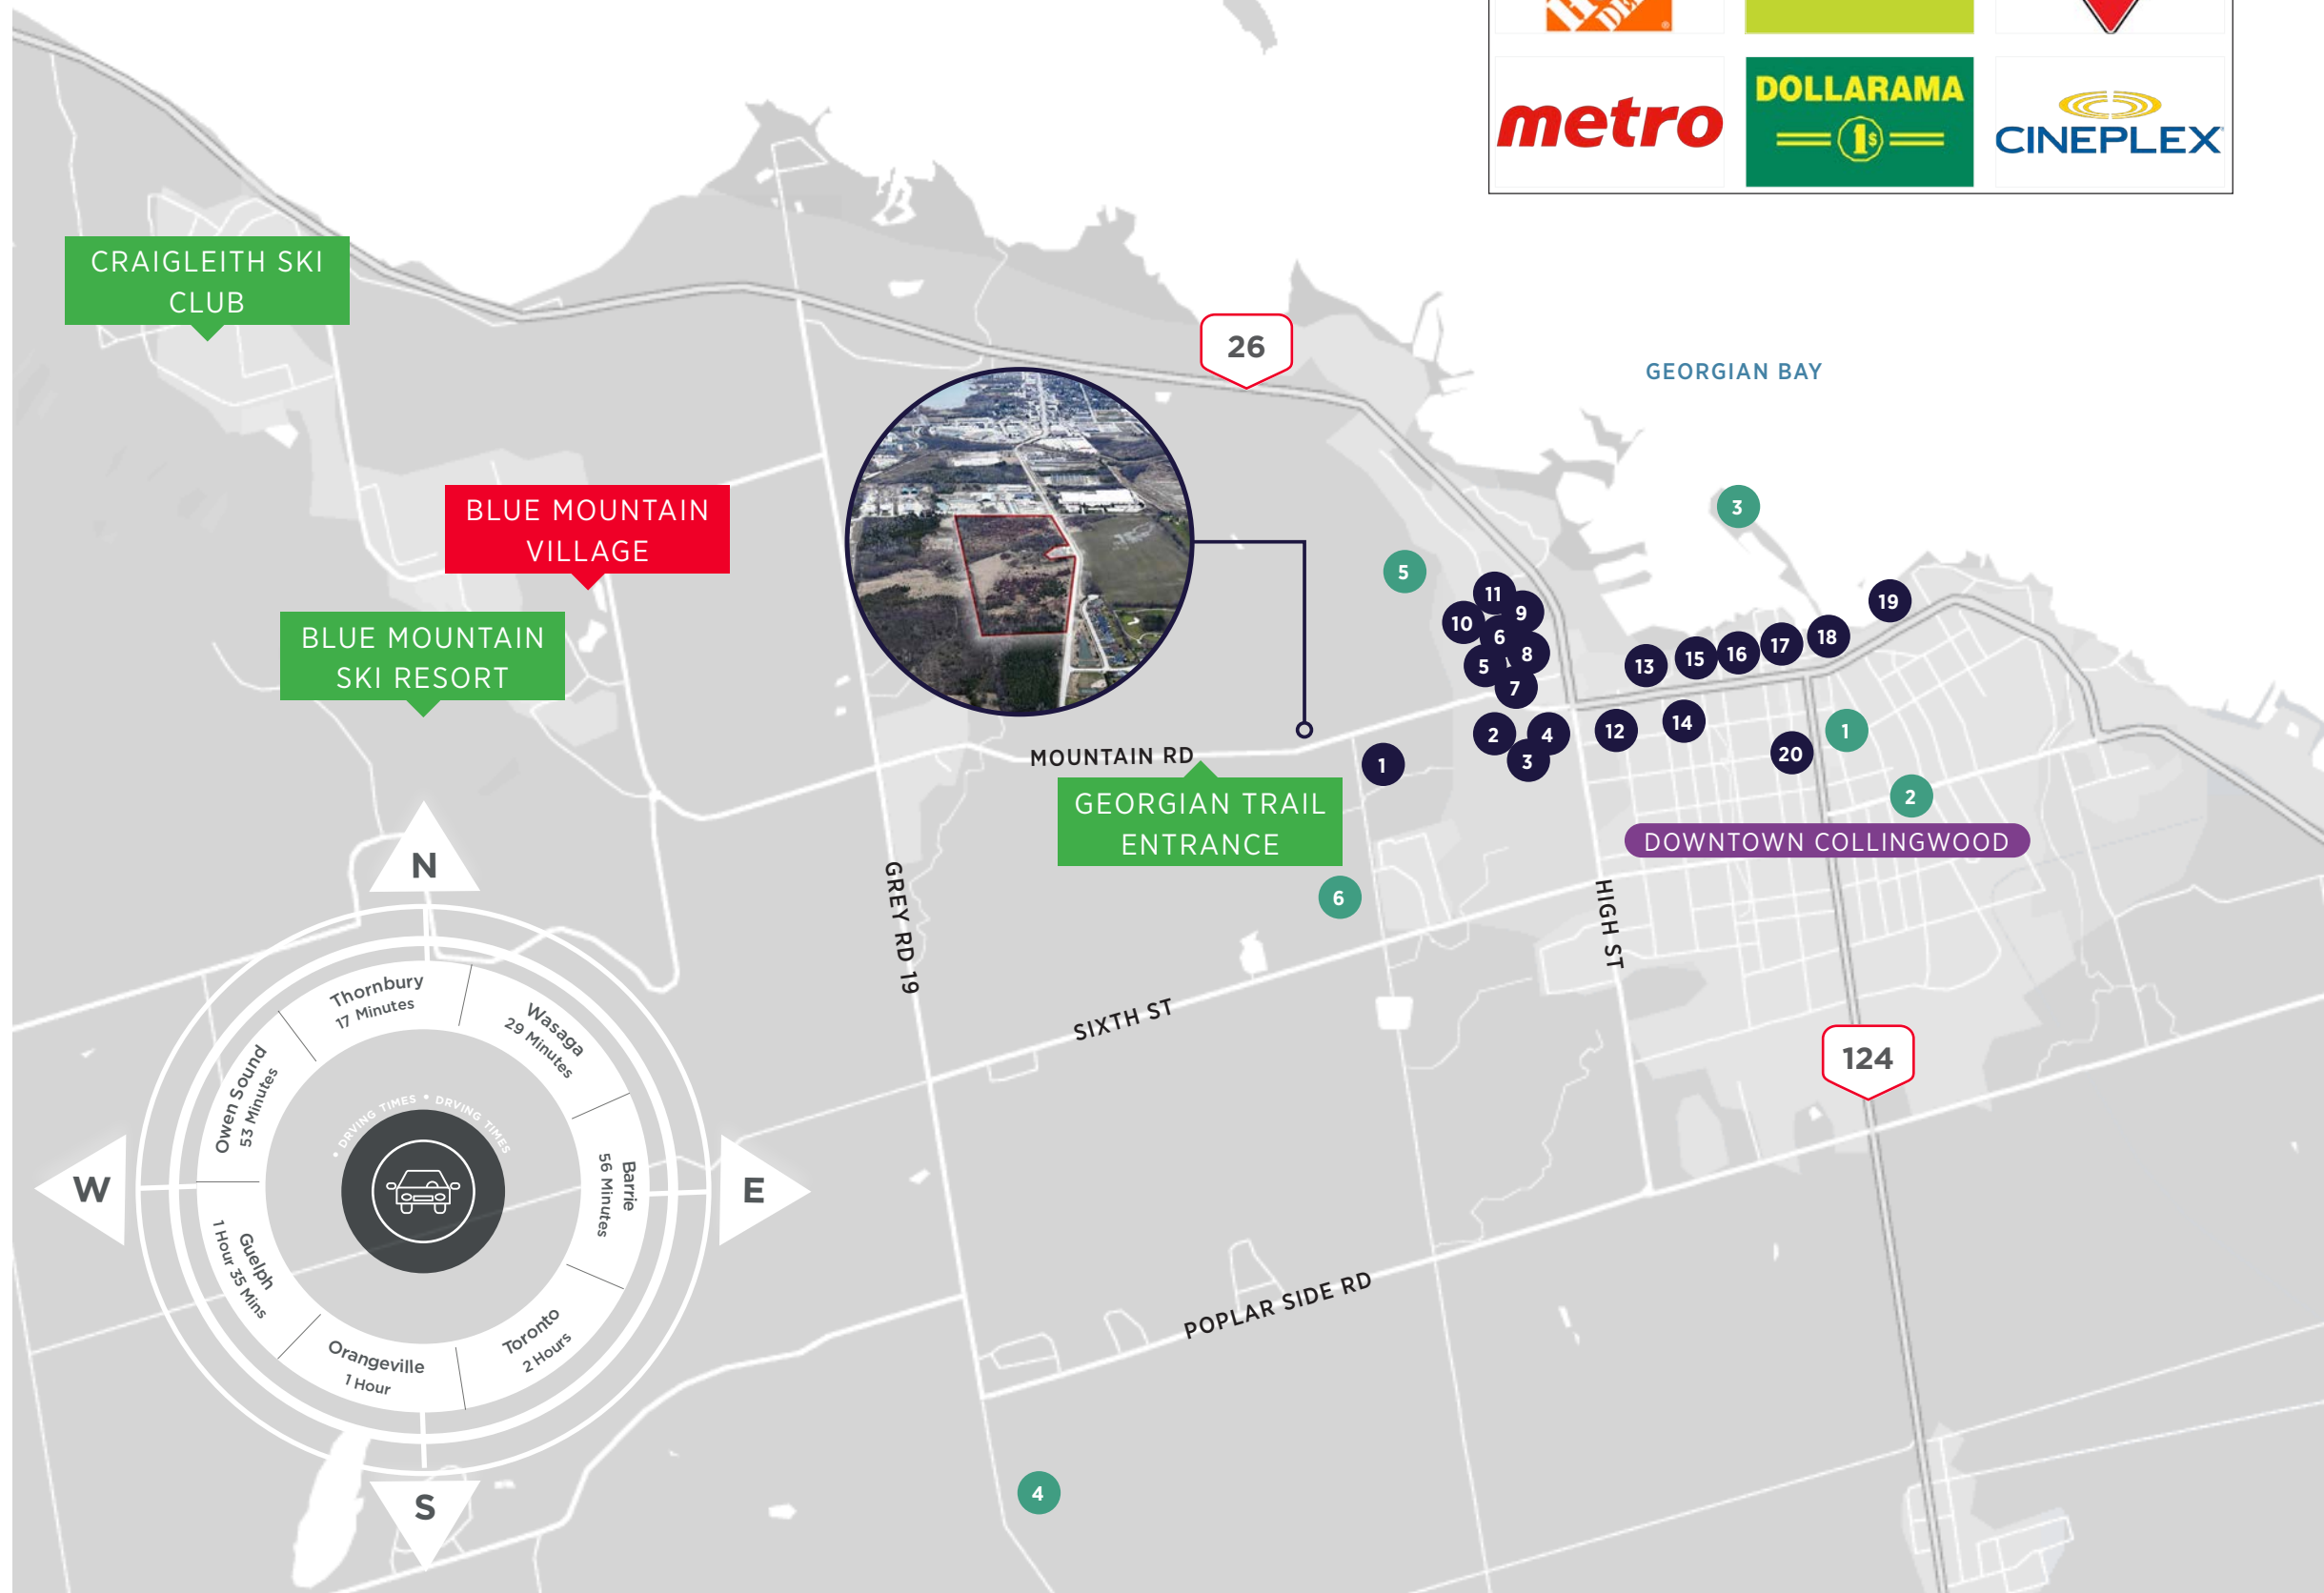 metro
DOLLARAMA
1$
CINEPLEX
CRAIGLEITH SKI
CLUB
26
GEORGIAN BAY
BLUE MOUNTAIN
VILLAGE
BLUE MOUNTAIN
SKI RESORT
3
5
11
9
10
6
8
5
7
13
15
16
17
18
19
2
4
3
12
14
20
1
1
2
MOUNTAIN RD
GEORGIAN TRAIL
ENTRANCE
DOWNTOWN COLLINGWOOD
6
GREY RD 19
HIGH ST
SIXTH ST
124
POPLAR SIDE RD
4
N
W
E
S
Thornbury
17 Minutes
Wasaga
29 Minutes
Barrie
56 Minutes
Toronto
2 Hours
Orangeville
1 Hour
Guelph
1 Hour 35 Mins
Owen Sound
53 Minutes
• DRVING TIMES • DRVING TIMES